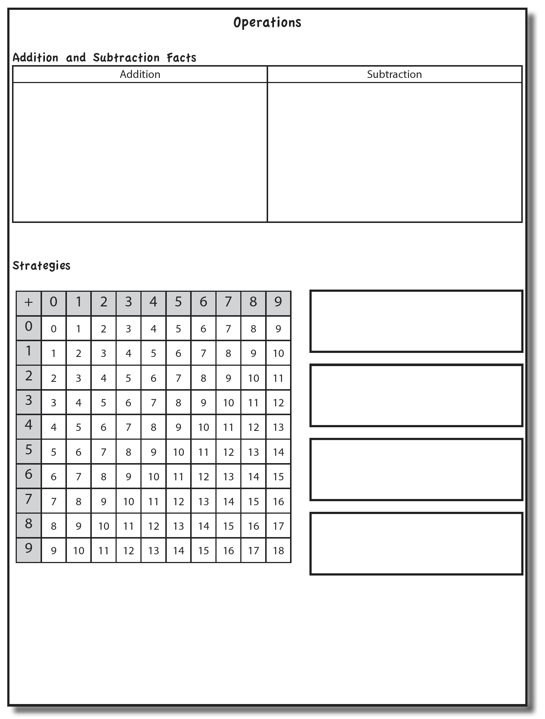 Operations
Addition and Subtraction Facts
Addition Subtraction
Strategies
+ 0 1 2 3 4 5 6 7 8 9
0 0 1 2 3 4 5 6 7 8 9
1 1 2 3 4 5 6 7 8 9 10
2 2 3 4 5 6 7 8 9 10 11
3 3 4 5 6 7 8 9 10 11 12
4 4 5 6 7 8 9 10 11 12 13
5 5 6 7 8 9 10 11 12 13 14
6 6 7 8 9 10 11 12 13 14 15
7 7 8 9 10 11 12 13 14 15 16
8 8 9 10 11 12 13 14 15 16 17
9 9 10 11 12 13 14 15 16 17 18